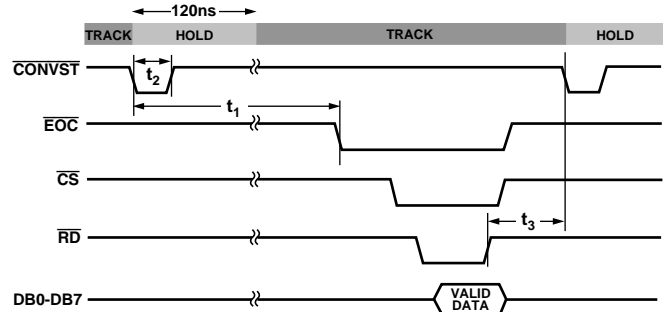 120ns
TRACK HOLD TRACK HOLD
CONVST
t2
t1
EOC
CS
t3
RD
DB0-DB7
VALID
DATA